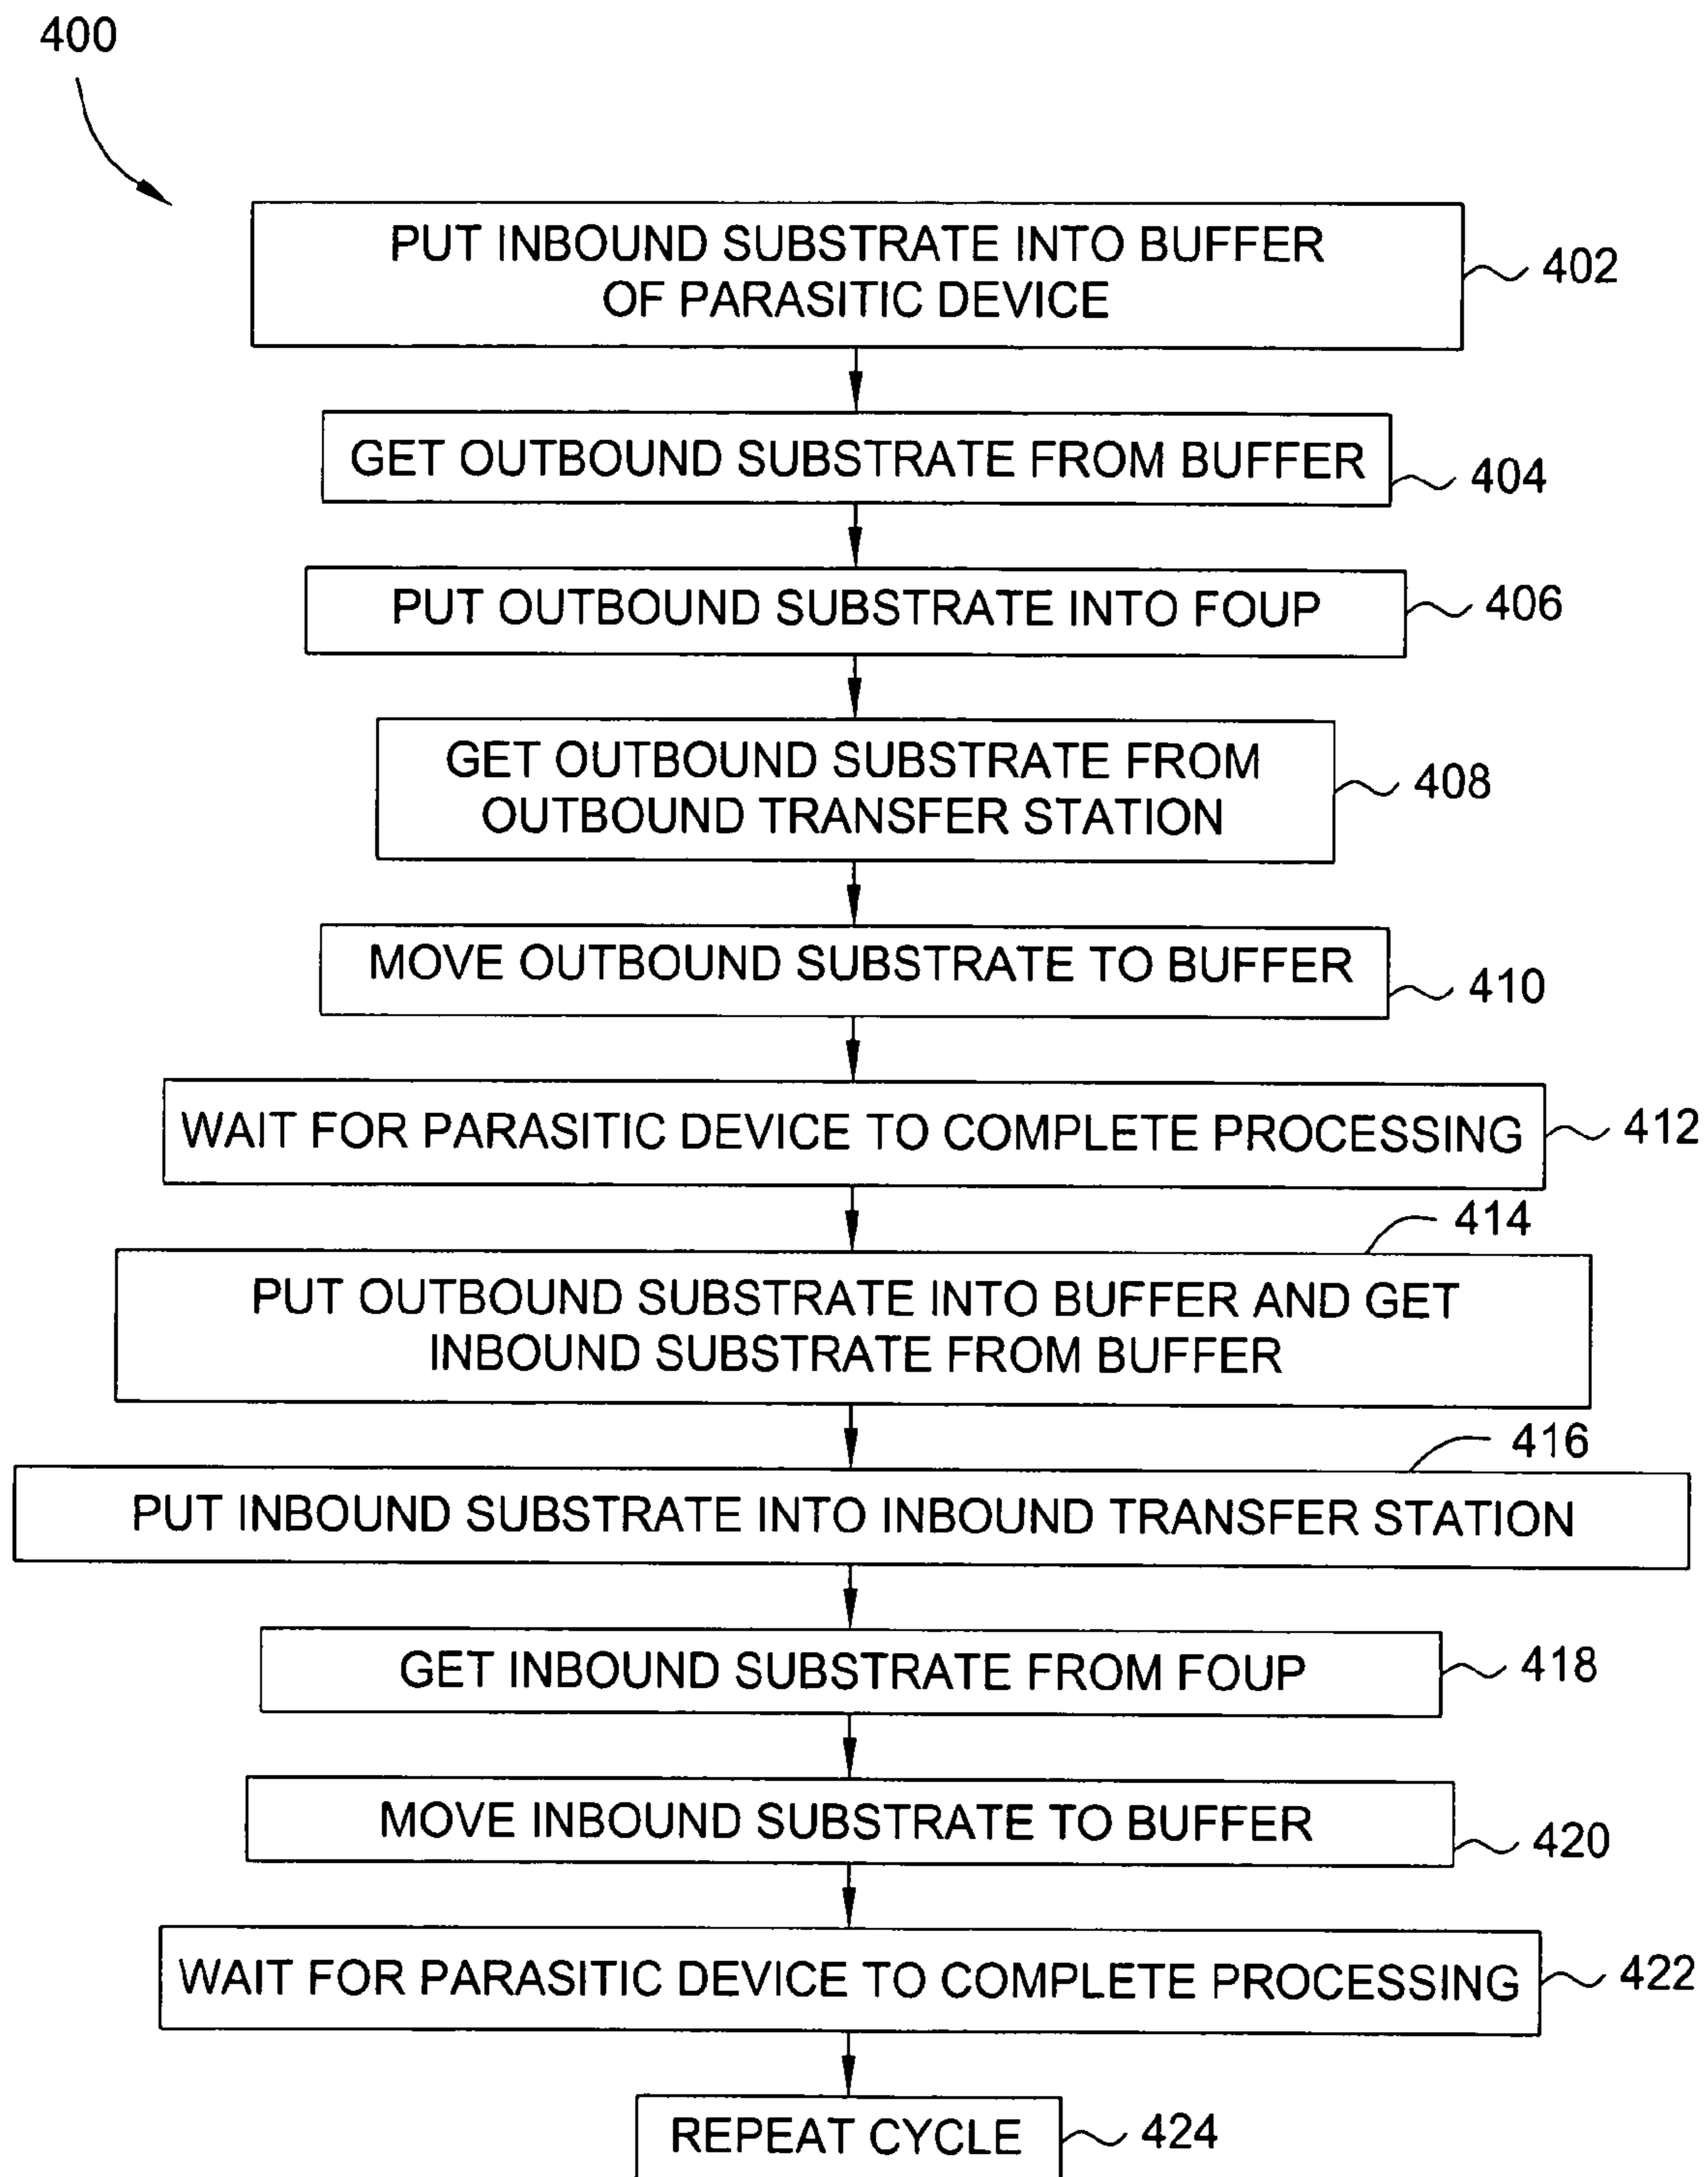 400
PUT INBOUND SUBSTRATE INTO BUFFER
OF PARASITIC DEVICE
402
GET OUTBOUND SUBSTRATE FROM BUFFER
404
PUT OUTBOUND SUBSTRATE INTO FOUP
406
GET OUTBOUND SUBSTRATE FROM
OUTBOUND TRANSFER STATION
408
MOVE OUTBOUND SUBSTRATE TO BUFFER
410
WAIT FOR PARASITIC DEVICE TO COMPLETE PROCESSING
412
414
PUT OUTBOUND SUBSTRATE INTO BUFFER AND GET
INBOUND SUBSTRATE FROM BUFFER
416
PUT INBOUND SUBSTRATE INTO INBOUND TRANSFER STATION
GET INBOUND SUBSTRATE FROM FOUP
418
MOVE INBOUND SUBSTRATE TO BUFFER
420
WAIT FOR PARASITIC DEVICE TO COMPLETE PROCESSING
422
REPEAT CYCLE
424